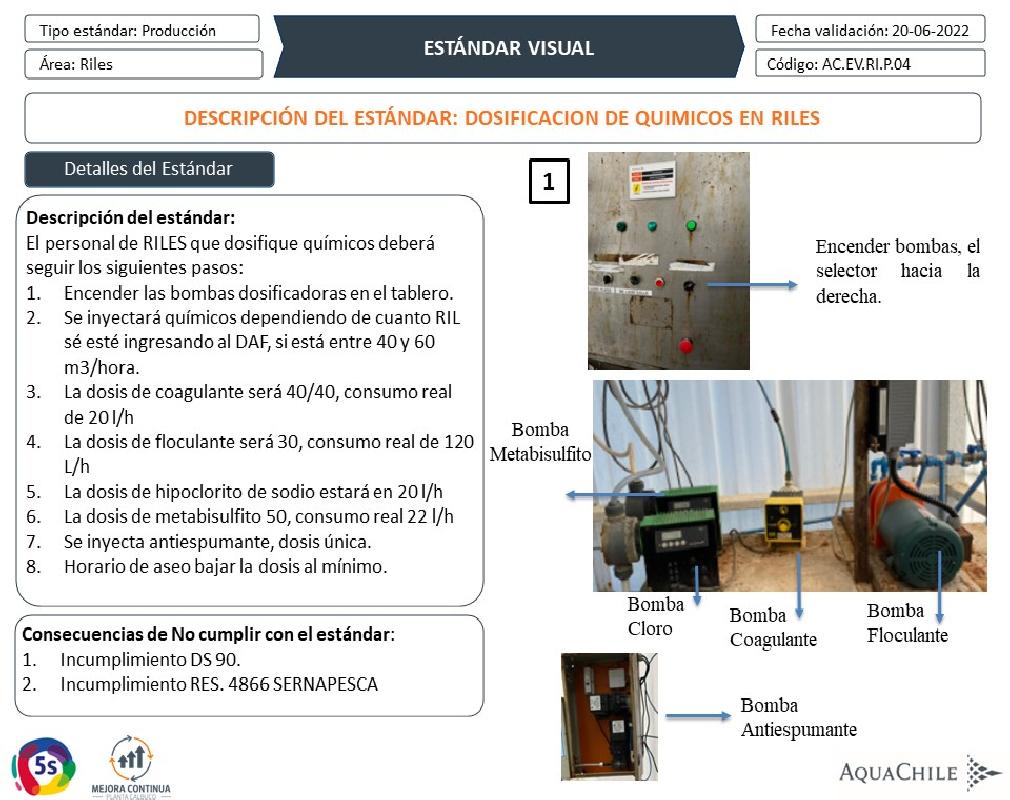 Tipo estándar: Producción
Área: Riles
ESTÁNDAR VISUAL
Fecha validación: 20-06-2022
Código: AC.EV.RI.P.04
DESCRIPCIÓN DEL ESTÁNDAR: DOSIFICACION DE QUIMICOS EN RILES
Detalles del Estándar
Descripción del estándar:
El personal de RILES que dosifique químicos deberá
seguir los siguientes pasos:
1. Encender las bombas dosificadoras en el tablero.
2. Se inyectará químicos dependiendo de cuanto RIL
sé esté ingresando al DAF, si está entre 40 y 60
m3/hora.
3. La dosis de coagulante será 40/40, consumo real
de 20 l/h
4. La dosis de floculante será 30, consumo real de 120
L/h
5. La dosis de hipoclorito de sodio estará en 20 l/h
6. La dosis de metabisulfito 50, consumo real 22 l/h
7. Se inyecta antiespumante, dosis única.
8. Horario de aseo bajar la dosis al mínimo.
Consecuencias de No cumplir con el estándar:
1. Incumplimiento DS 90.
2. Incumplimiento RES. 4866 SERNAPESCA
1
Encender bombas, el
selector hacia la
derecha.
Bomba
Metabisulfito
Bomba
Cloro
Bomba
Coagulante
Bomba
Floculante
Bomba
Antiespumante
5s
MEJORA CONTINUA
PLANTA CALBUCO
AQUACHILE